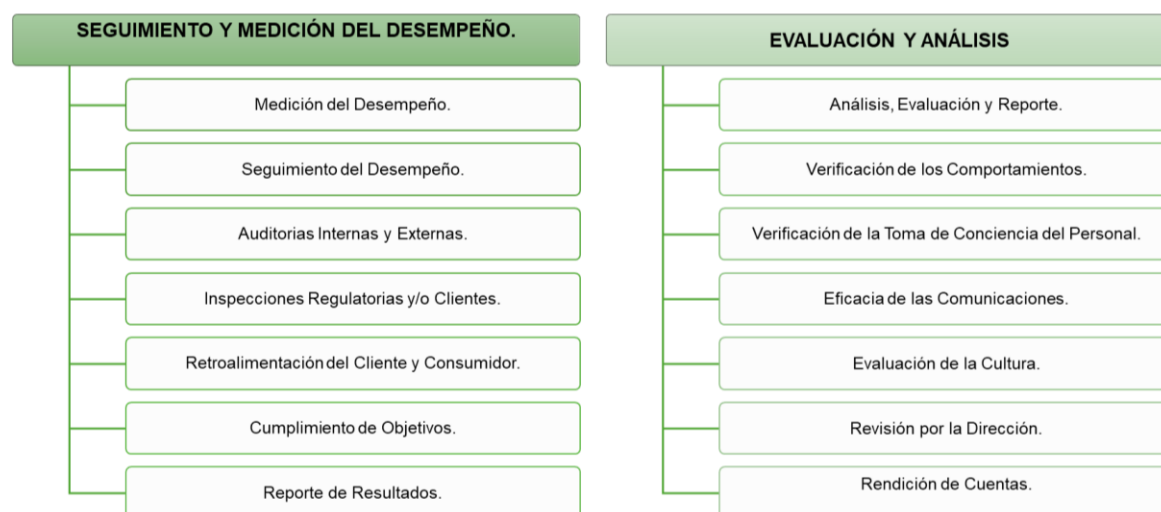 SEGUIMIENTO Y MEDICIÓN DEL DESEMPEÑO.
Medición del Desempeño.
Seguimiento del Desempeño.
Auditorias Internas y Externas.
Inspecciones Regulatorias y/o Clientes.
Retroalimentación del Cliente y Consumidor.
Cumplimiento de Objetivos.
Reporte de Resultados.
EVALUACIÓN Y ANÁLISIS
Análisis, Evaluación y Reporte.
Verificación de los Comportamientos.
Verificación de la Toma de Conciencia del Personal.
Eficacia de las Comunicaciones.
Evaluación de la Cultura.
Revisión por la Dirección.
Rendición de Cuentas.